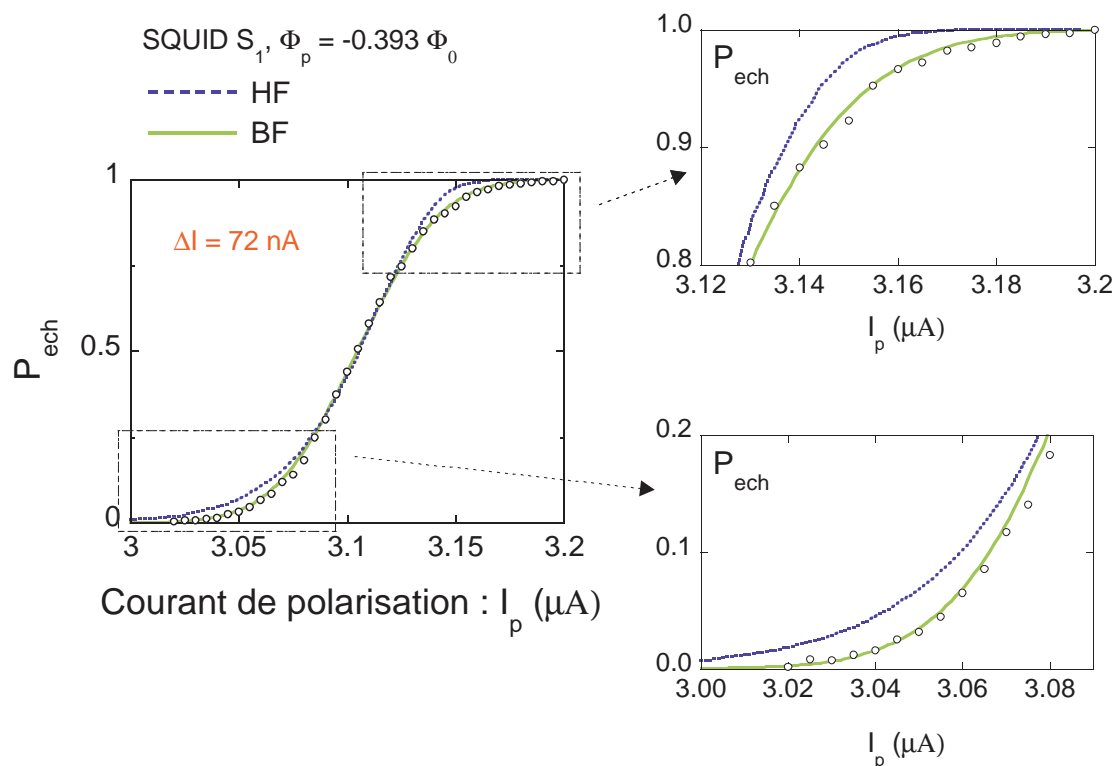 SQUID S₁, Φₚ = -0.393 Φ₀
HF
BF
ΔI = 72 nA
P_ech
1
0.5
0
3
3.05
3.1
3.15
3.2
Courant de polarisation : Iₚ (μA)
P_ech
1.0
0.9
0.8
3.12
3.14
3.16
3.18
3.2
Iₚ (μA)
P_ech
0.2
0.1
0.0
3.00
3.02
3.04
3.06
3.08
Iₚ (μA)